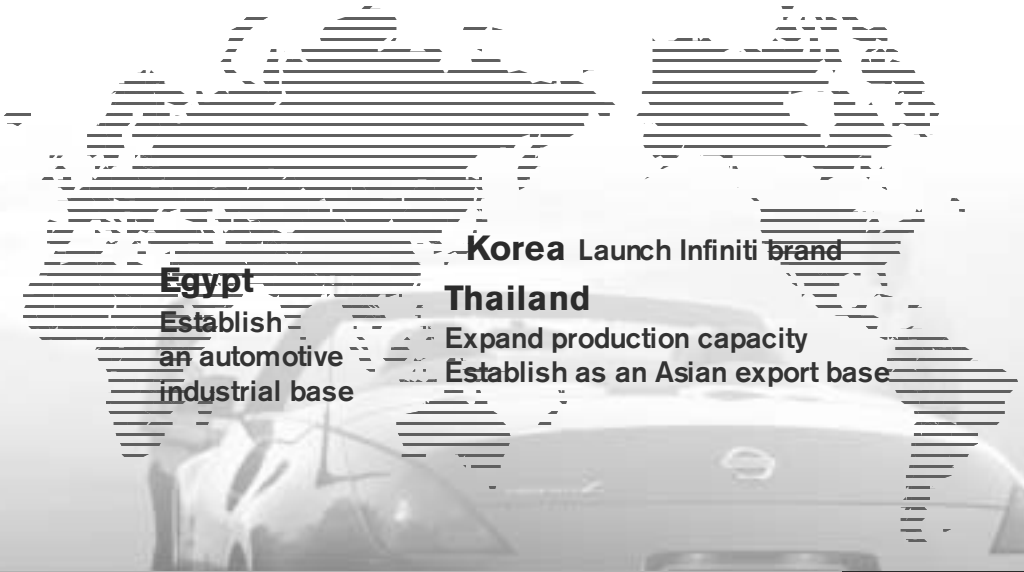 Korea Launch Infiniti brand
Egypt
Establish
an automotive
industrial base
Thailand
Expand production capacity
Establish as an Asian export base